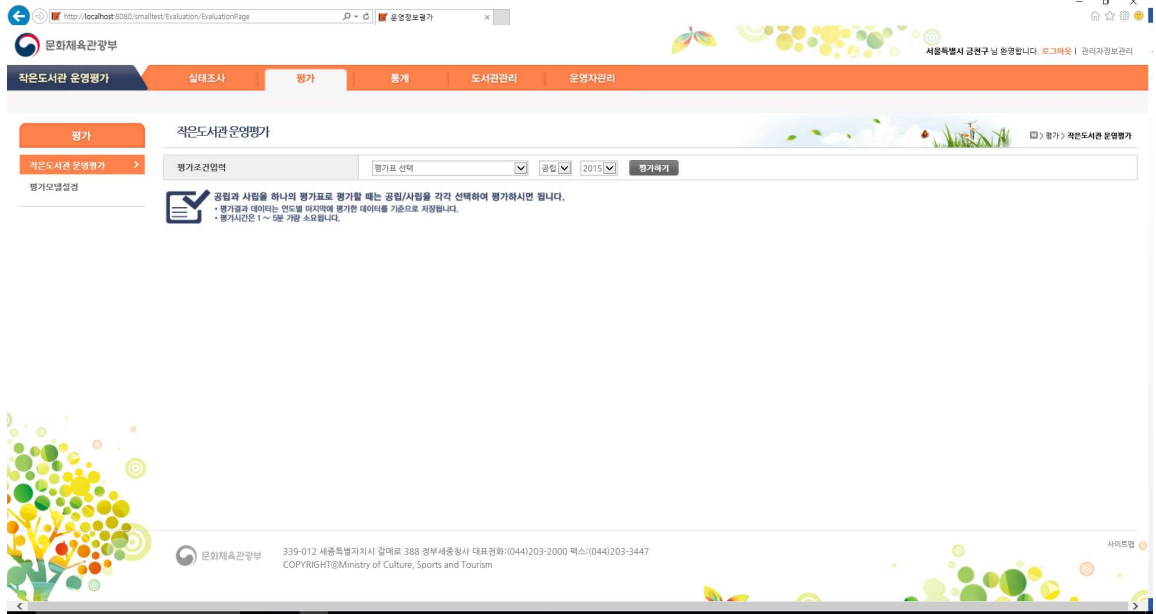 http://localhost:8080/smalltest/Evaluation/EvaluationPage
운영정보평가
문화체육관광부
서울특별시 금천구 님 환영합니다. 로그아웃 | 관리자정보관리
작은도서관 운영평가
실태조사
평가
통계
도서관관리
운영자관리
평가
작은도서관 운영평가
> 평가 > 작은도서관 운영평가
작은도서관 운영평가 >
평가모델설정
평가조건입력
평가표 선택
공립
2015
평가하기
공립과 사립을 하나의 평가표로 평가할 때는 공립/사립을 각각 선택하여 평가하시면 됩니다.
• 평가결과 데이터는 연도별 마지막에 평가한 데이터를 기준으로 저장됩니다.
• 평가시간은 1 ~ 5분 가량 소요됩니다.
문화체육관광부
339-012 세종특별자치시 갈매로 388 정부세종청사 대표전화:(044)203-2000 팩스:(044)203-3447
COPYRIGHTⓒMinistry of Culture, Sports and Tourism
사이트맵